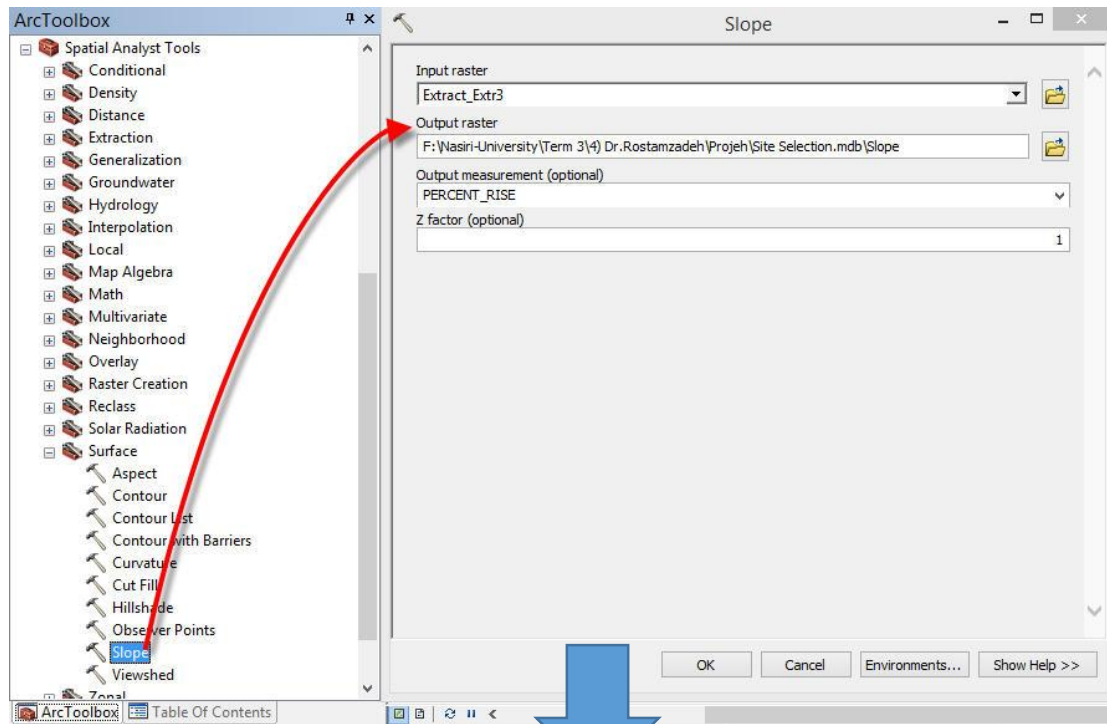 ArcToolbox
Spatial Analyst Tools
Conditional
Density
Distance
Extraction
Generalization
Groundwater
Hydrology
Interpolation
Local
Map Algebra
Math
Multivariate
Neighborhood
Overlay
Raster Creation
Reclass
Solar Radiation
Surface
Aspect
Contour
Contour List
Contour with Barriers
Curvature
Cut Fill
Hillshade
Observer Points
Slope
Viewshed
Zonal
ArcToolbox
Table Of Contents
Slope
Input raster
Extract_Extr3
Output raster
F:\Nasiri-University\Term 3\4) Dr.Rostamzadeh\Projeh\Site Selection.mdb\Slope
Output measurement (optional)
PERCENT_RISE
Z factor (optional)
1
OK
Cancel
Environments...
Show Help >>